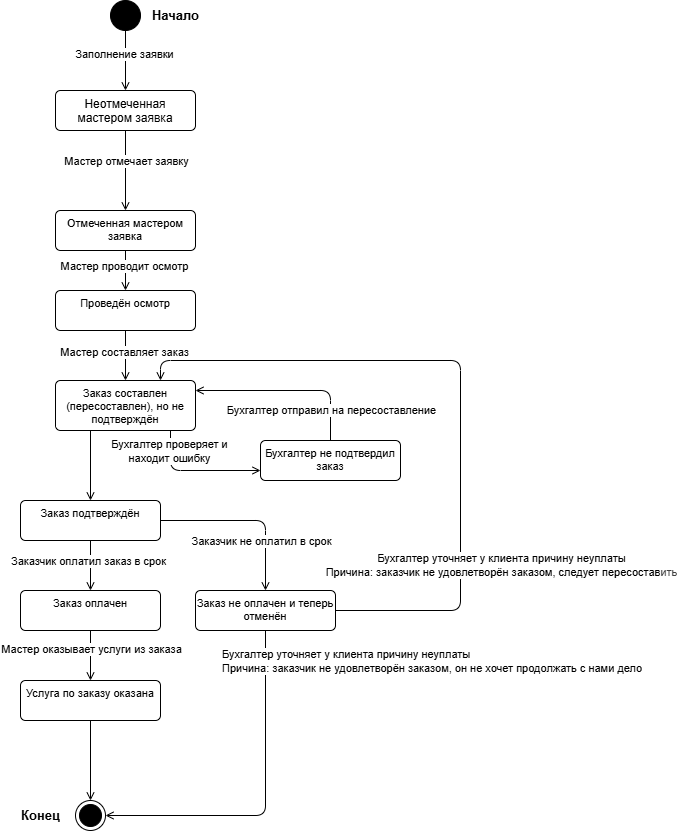 Начало
Заполнение заявки
Неотмеченная
мастером заявка
Мастер отмечает заявку
Отмеченная мастером
заявка
Мастер проводит осмотр
Проведён осмотр
Мастер составляет заказ
Заказ составлен
(пересоставлен), но не
подтверждён
Бухгалтер отправил на пересоставление
Бухгалтер проверяет и
находит ошибку
Бухгалтер не подтвердил
заказ
Заказ подтверждён
Заказчик не оплатил в срок
Заказчик оплатил заказ в срок
Бухгалтер уточняет у клиента причину неуплаты
Причина: заказчик не удовлетворён заказом, следует пересоставить
Заказ оплачен
Заказ не оплачен и теперь
отменён
Мастер оказывает услуги из заказа
Бухгалтер уточняет у клиента причину неуплаты
Причина: заказчик не удовлетворён заказом, он не хочет продолжать с нами дело
Услуга по заказу оказана
Конец